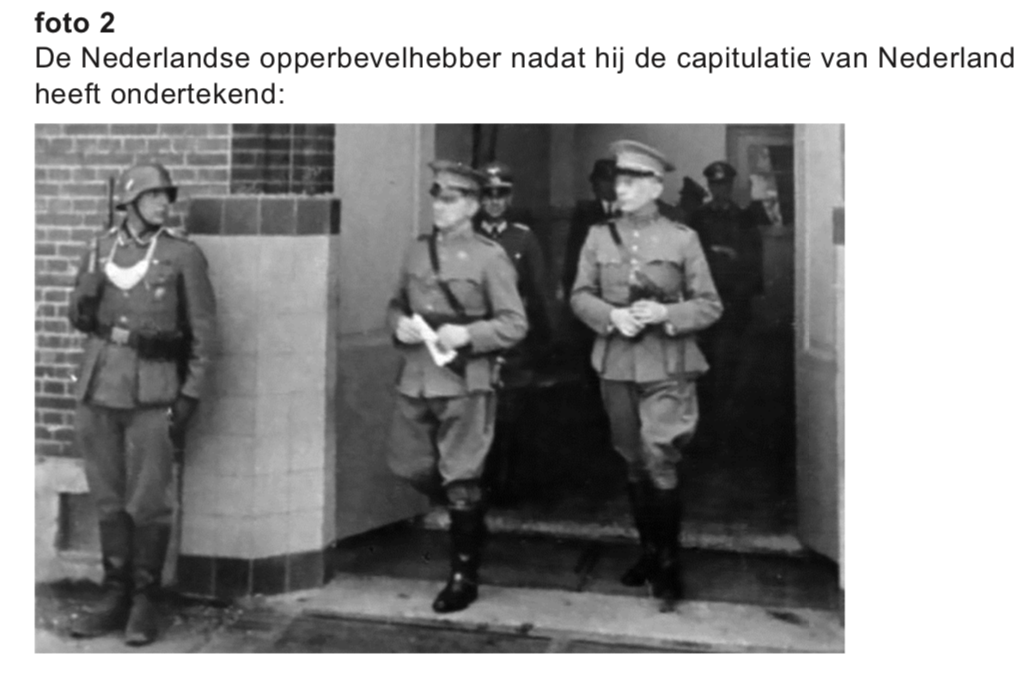 foto 2
De Nederlandse opperbevelhebber nadat hij de capitulatie van Nederland
heeft ondertekend: